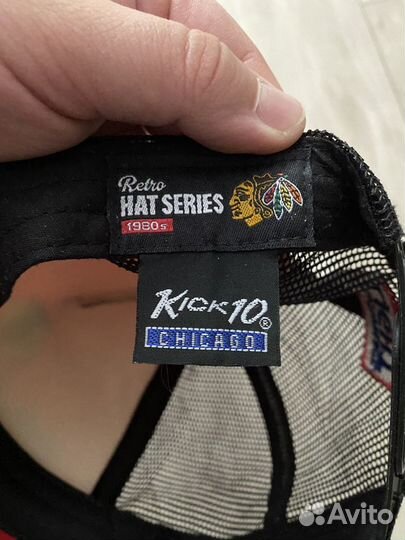 Retro
HAT SERIES
1980s
KICK10®
CHICAGO
Avito